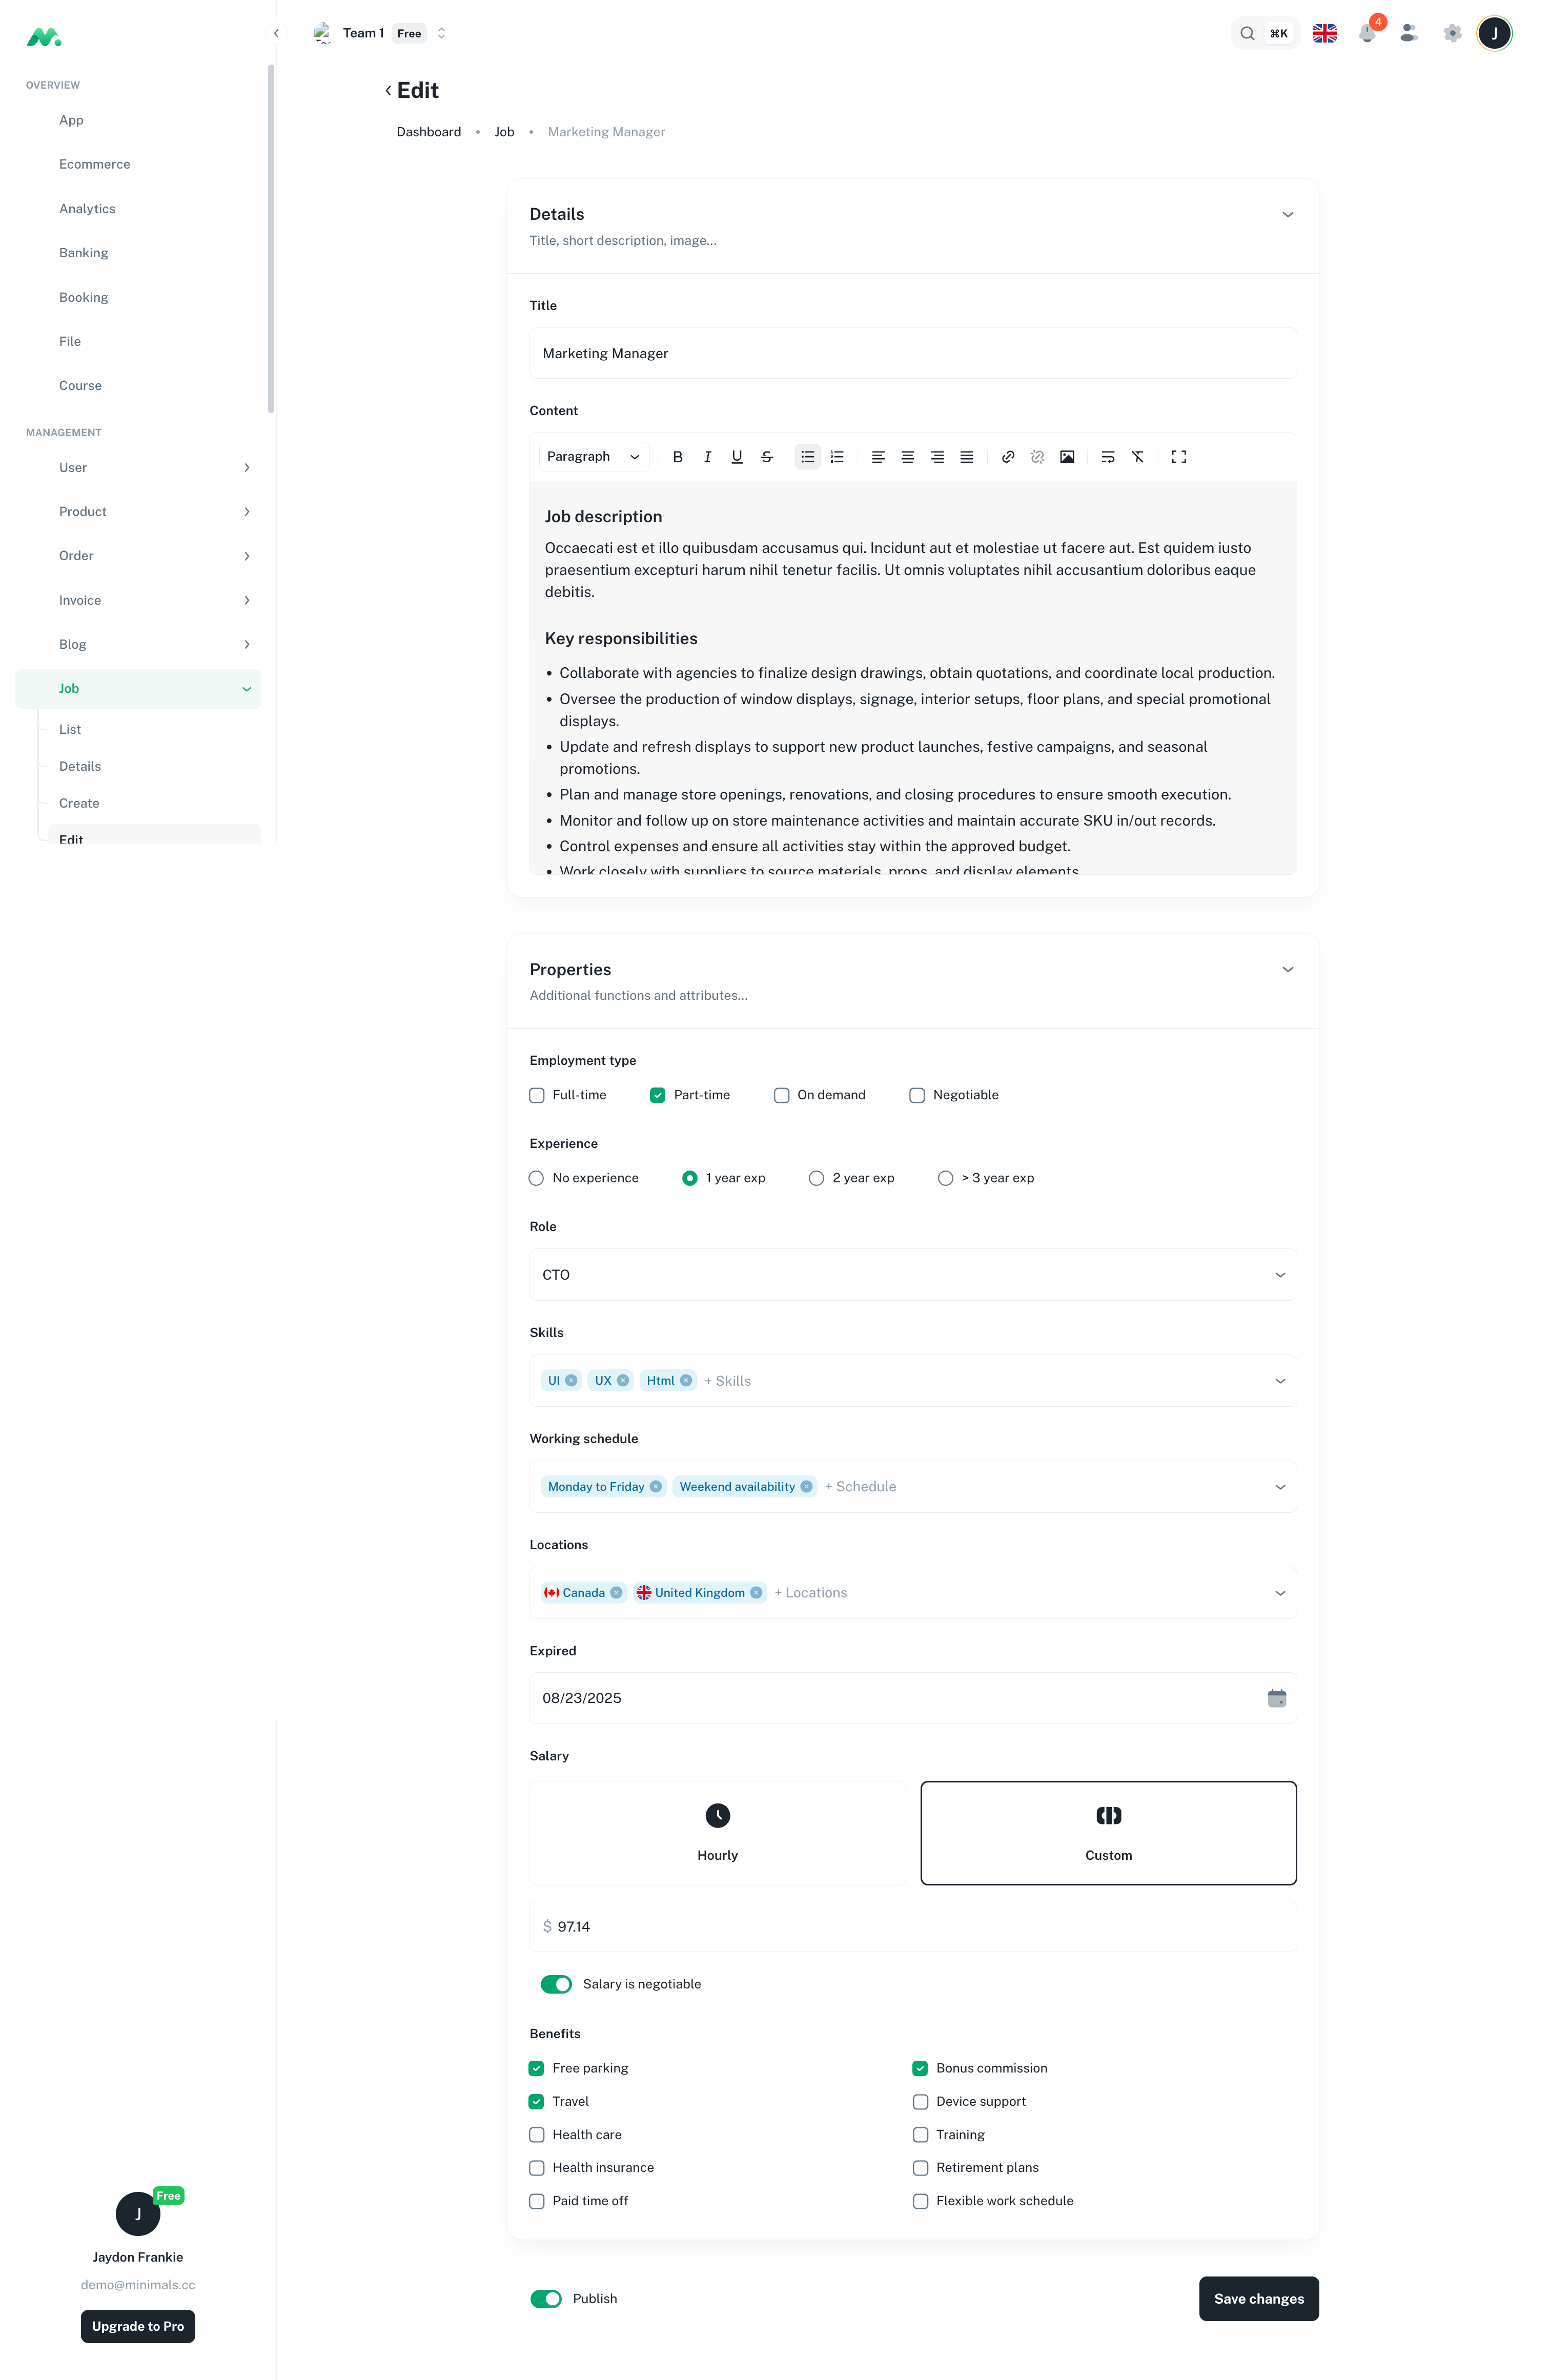 Team 1 Free
⌘K
4
J
OVERVIEW
App
Ecommerce
Analytics
Banking
Booking
File
Course
MANAGEMENT
User
Product
Order
Invoice
Blog
Job
List
Details
Create
Edit
Free
J
Jaydon Frankie
demo@minimals.cc
Upgrade to Pro
Edit
Dashboard • Job • Marketing Manager
Details
Title, short description, image...
Title
Marketing Manager
Content
Paragraph
Job description
Occaecati est et illo quibusdam accusamus qui. Incidunt aut et molestiae ut facere aut. Est quidem iusto
praesentium excepturi harum nihil tenetur facilis. Ut omnis voluptates nihil accusantium doloribus eaque
debitis.
Key responsibilities
• Collaborate with agencies to finalize design drawings, obtain quotations, and coordinate local production.
• Oversee the production of window displays, signage, interior setups, floor plans, and special promotional
displays.
• Update and refresh displays to support new product launches, festive campaigns, and seasonal
promotions.
• Plan and manage store openings, renovations, and closing procedures to ensure smooth execution.
• Monitor and follow up on store maintenance activities and maintain accurate SKU in/out records.
• Control expenses and ensure all activities stay within the approved budget.
• Work closely with suppliers to source materials, props, and display elements.
Properties
Additional functions and attributes...
Employment type
Full-time Part-time On demand Negotiable
Experience
No experience 1 year exp 2 year exp > 3 year exp
Role
CTO
Skills
UI UX Html + Skills
Working schedule
Monday to Friday Weekend availability + Schedule
Locations
Canada United Kingdom + Locations
Expired
08/23/2025
Salary
Hourly Custom
$ 97.14
Salary is negotiable
Benefits
Free parking Bonus commission
Travel Device support
Health care Training
Health insurance Retirement plans
Paid time off Flexible work schedule
Publish Save changes